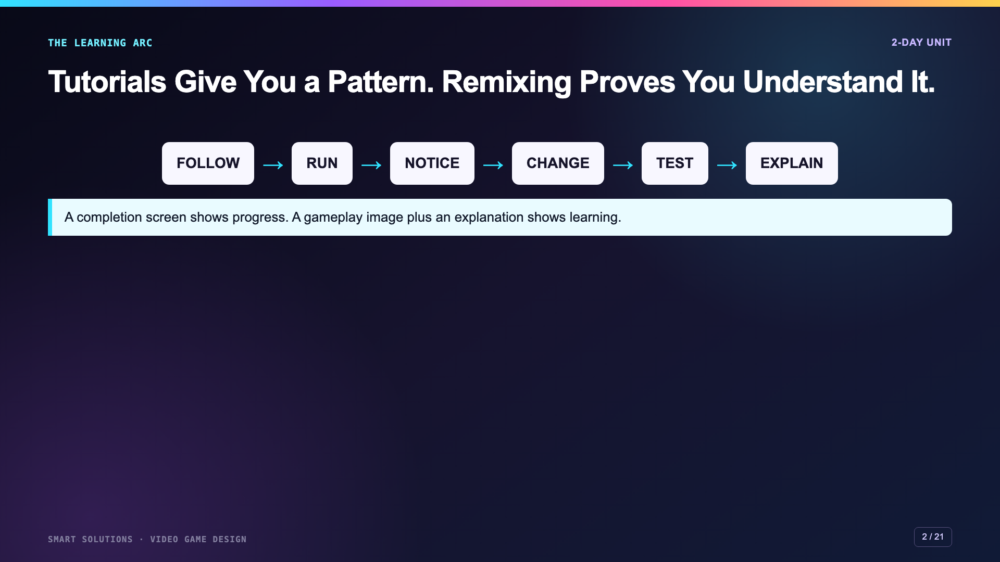 THE LEARNING ARC
2-DAY UNIT
Tutorials Give You a Pattern. Remixing Proves You Understand It.
FOLLOW → RUN → NOTICE → CHANGE → TEST → EXPLAIN
A completion screen shows progress. A gameplay image plus an explanation shows learning.
SMART SOLUTIONS · VIDEO GAME DESIGN
2 / 21